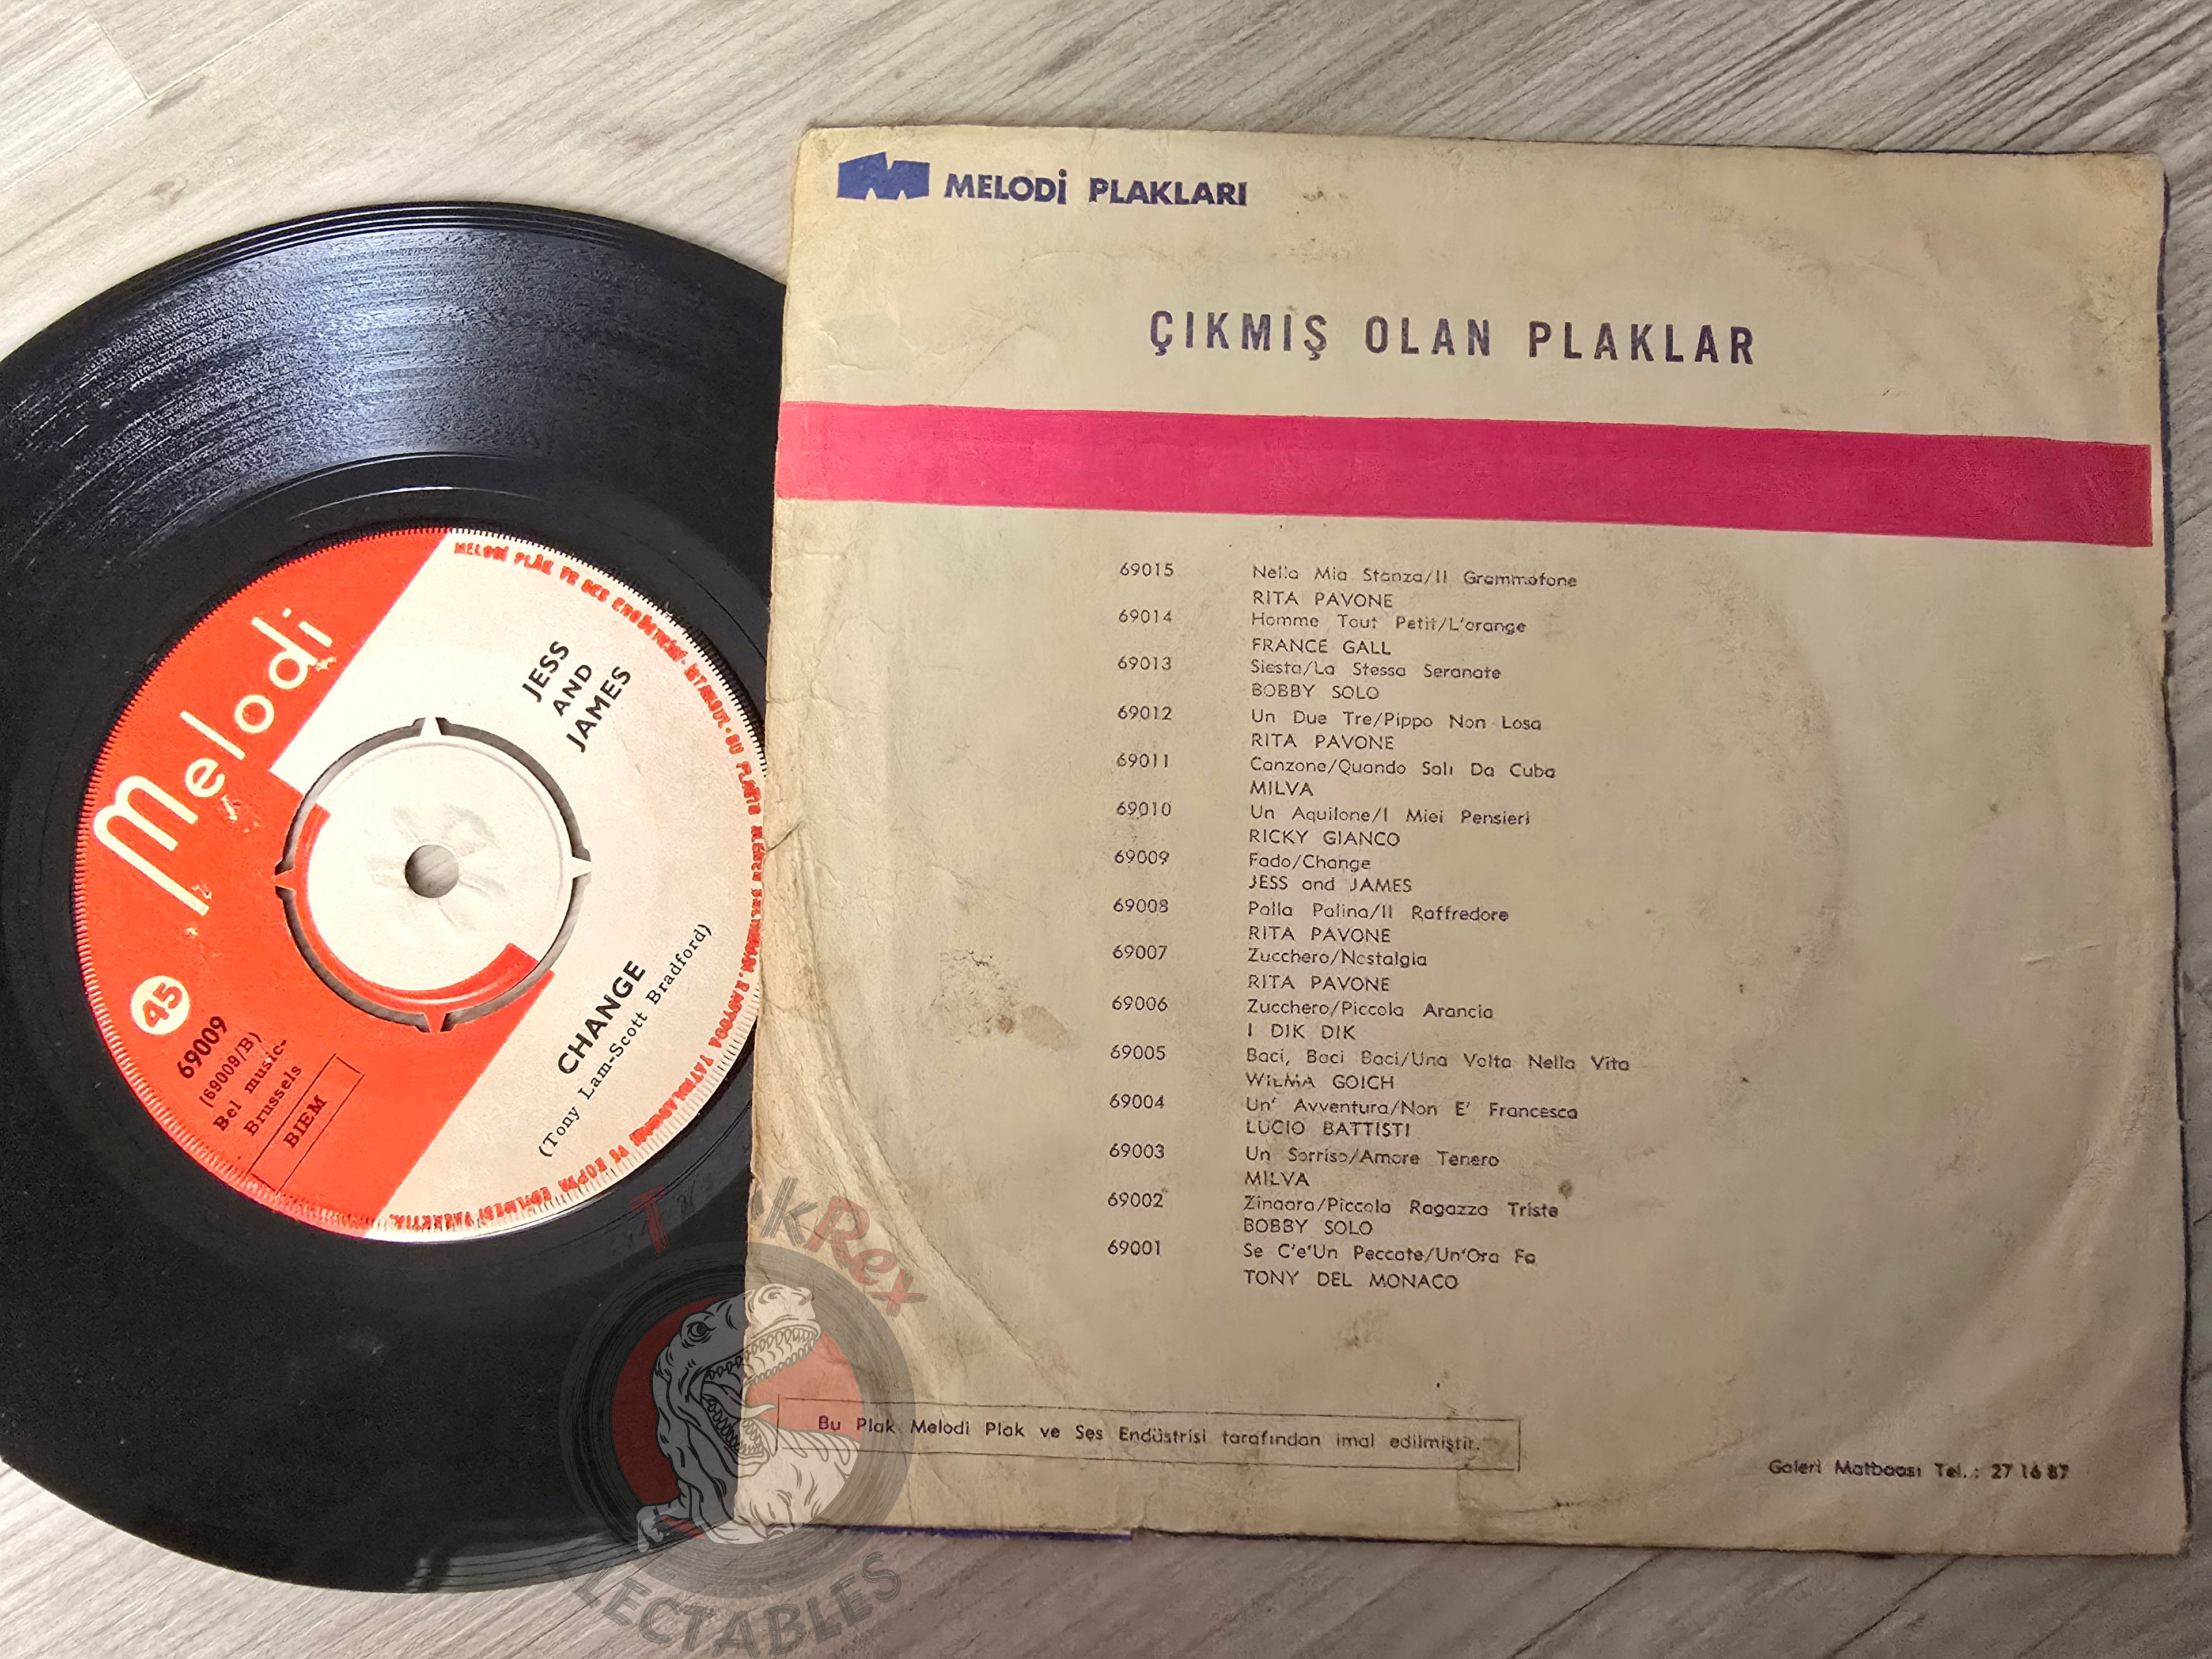 Melodi
45
69009
(69009/B)
Bel music-
Brussels
BIEM
JESS
AND
JAMES
CHANGE
(Tony Lam-Scott Bradford)
MELODİ PLAKLARI
ÇIKMIŞ OLAN PLAKLAR
69015 Nella Mia Stanza/Il Grammofone
RITA PAVONE
69014 Homme Tout Petit/L'orange
FRANCE GALL
69013 Siesta/La Stessa Seranate
BOBBY SOLO
69012 Un Due Tre/Pippo Non Losa
RITA PAVONE
69011 Canzone/Quando Salı Da Cuba
MILVA
69010 Un Aquilone/I Miei Pensieri
RICKY GIANCO
69009 Fado/Change
JESS and JAMES
69008 Palla Palina/Il Raffredore
RITA PAVONE
69007 Zucchero/Nostalgia
RITA PAVONE
69006 Zucchero/Piccola Arancia
I DIK DIK
69005 Baci, Baci Baci/Una Volta Nella Vita
WILMA GOICH
69004 Un' Avventura/Non E' Francesca
LUCIO BATTISTI
69003 Un Sorriso/Amore Tenero
MILVA
69002 Zinaara/Piccola Ragazza Triste
BOBBY SOLO
69001 Se C'e'Un Peccate/Un'Ora Fa
TONY DEL MONACO
Bu Plak Melodi Plak ve Ses Endüstrisi tarafından imal edilmiştir.
Galeri Matbaası Tel.: 27 16 87